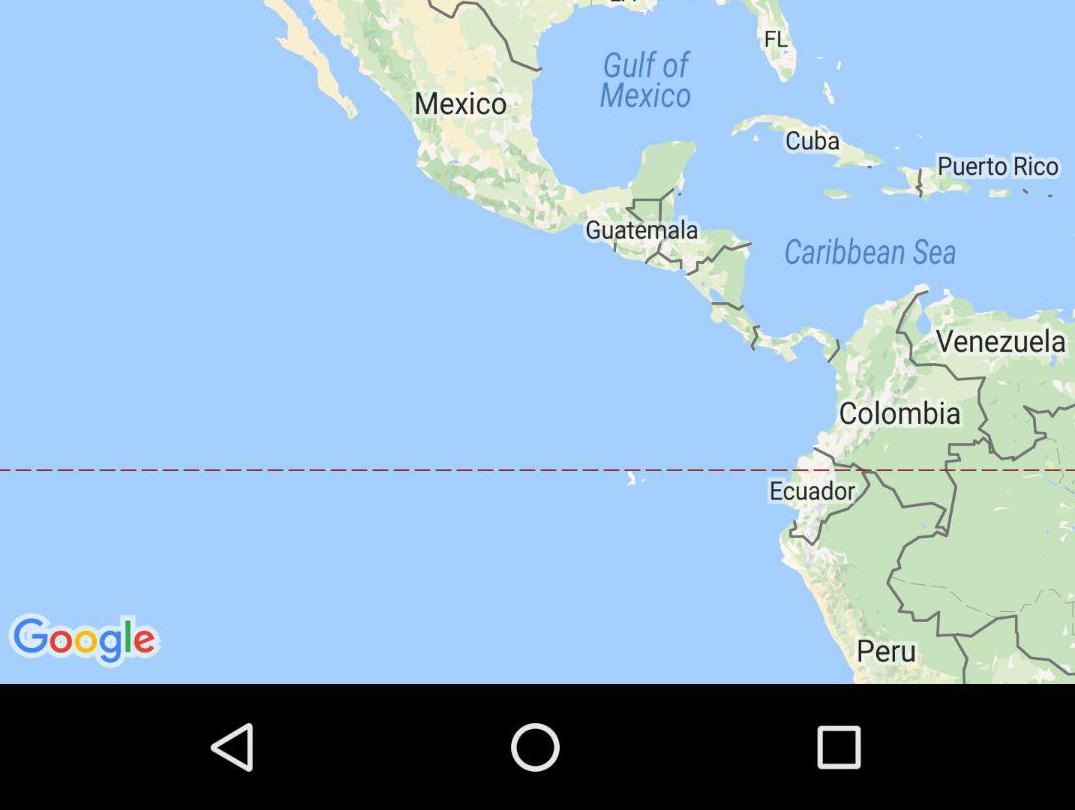 FL
Gulf of
Mexico
Mexico
Cuba
Puerto Rico
Guatemala
Caribbean Sea
Venezuela
Colombia
Ecuador
Google
Peru